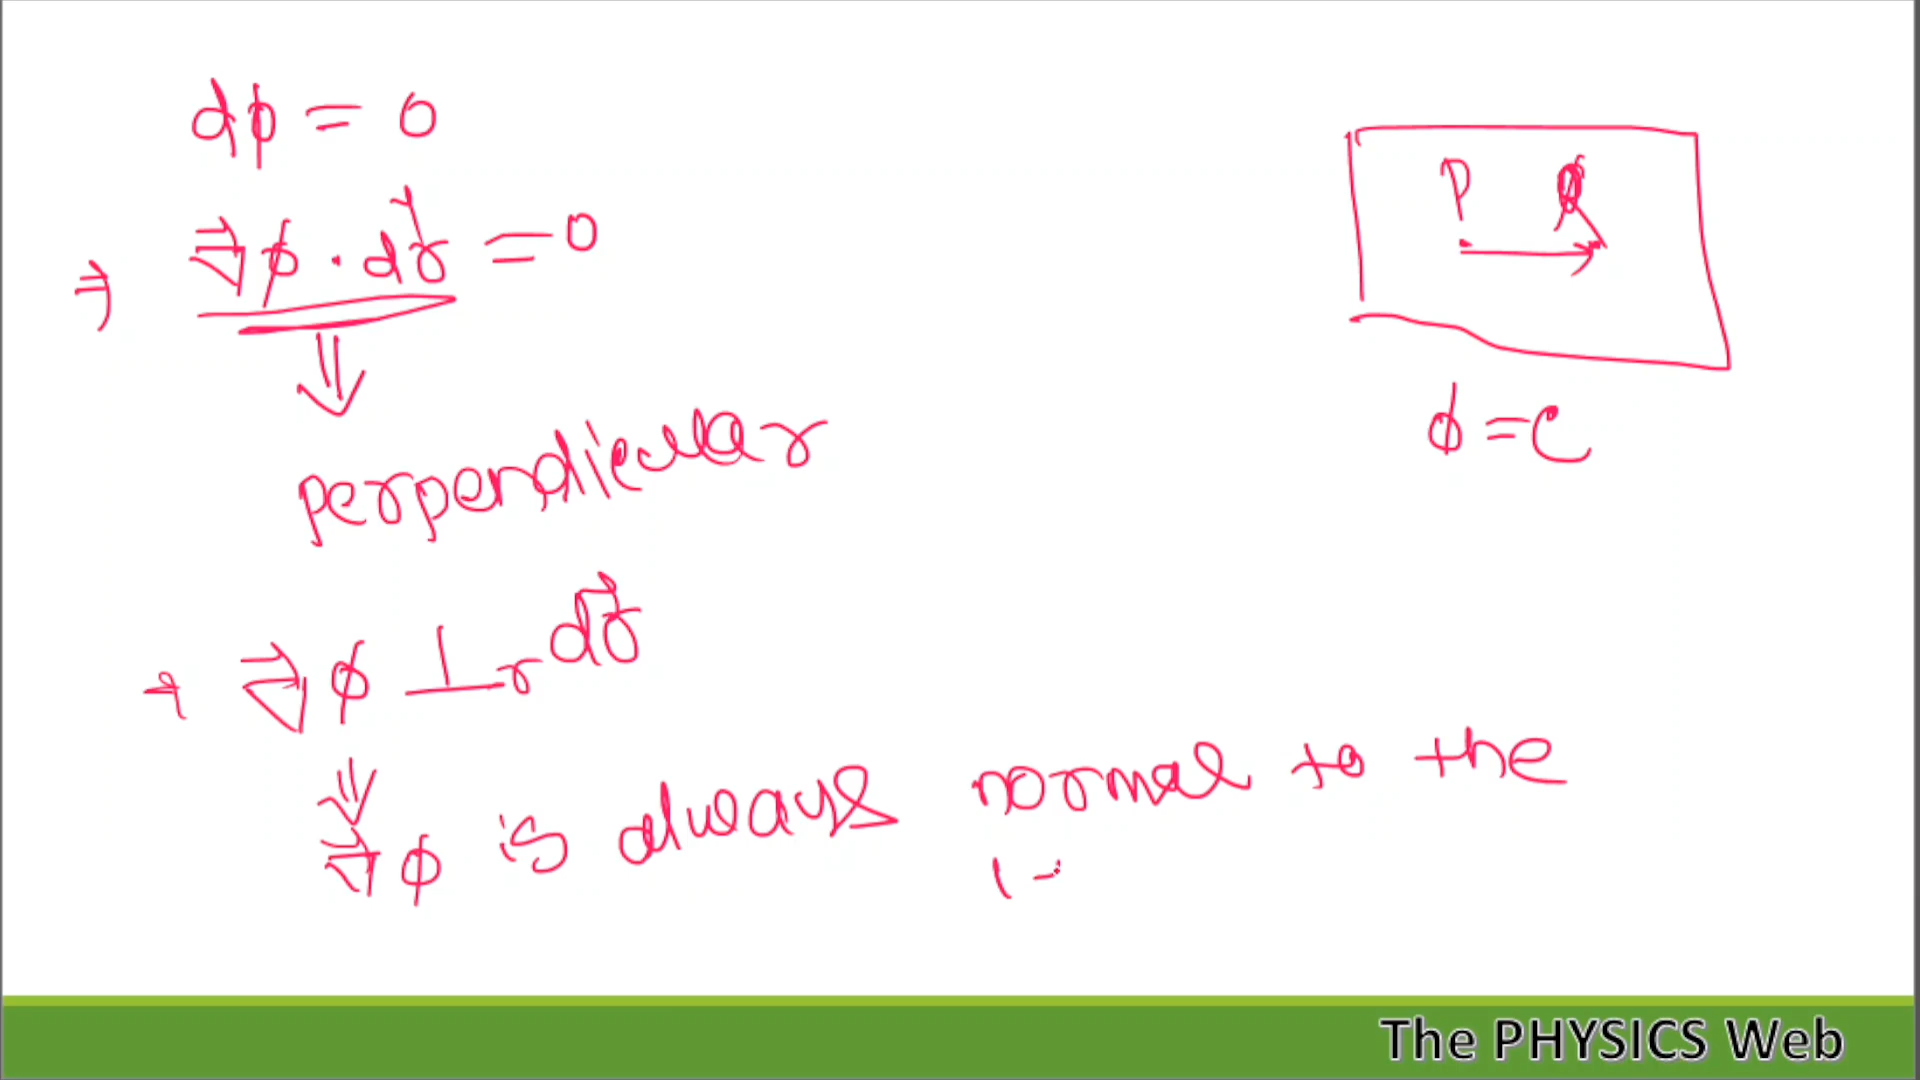 dϕ = 0
⇒ ∇⃗ϕ · dr⃗ = 0
⇓
perpendicular
P Q
ϕ = C
→ ∇⃗ϕ ⊥r dr⃗
⇓
∇⃗ϕ is always normal to the
The PHYSICS Web